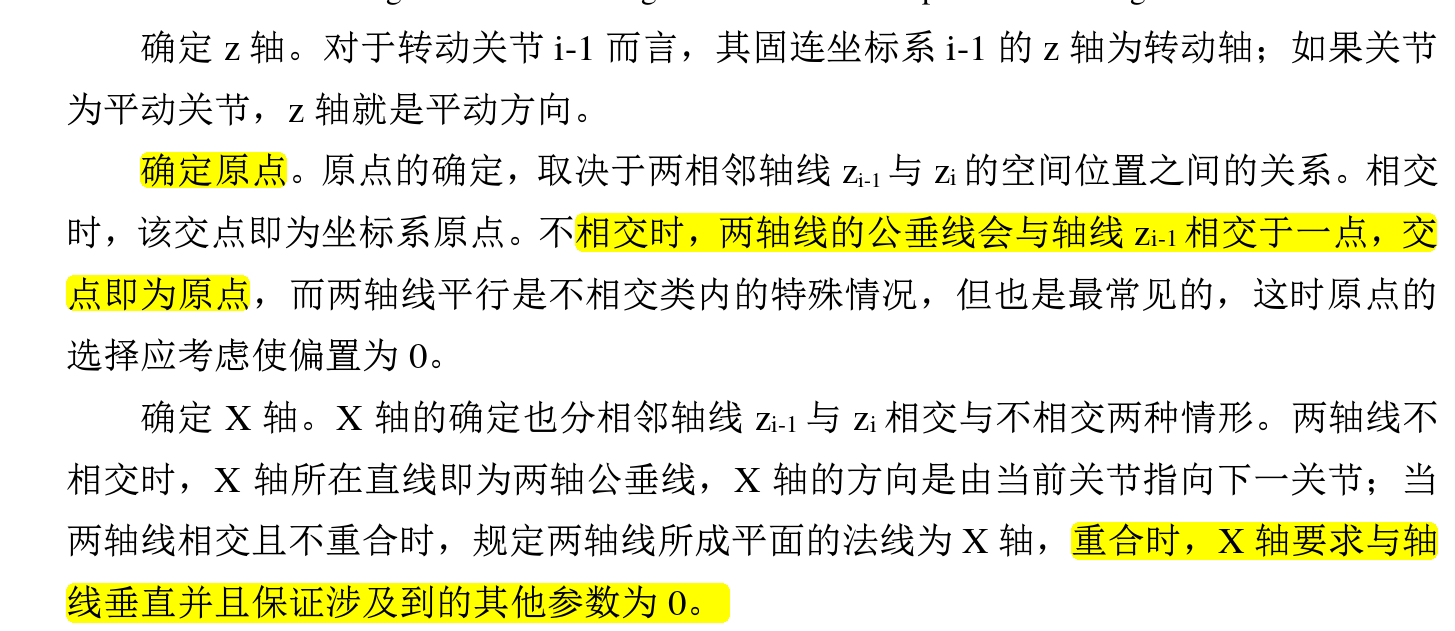 确定 z 轴。对于转动关节 i-1 而言，其固连坐标系 i-1 的 z 轴为转动轴；如果关节
为平动关节，z 轴就是平动方向。
确定原点。原点的确定，取决于两相邻轴线 zi-1 与 zi 的空间位置之间的关系。相交
时，该交点即为坐标系原点。不相交时，两轴线的公垂线会与轴线 zi-1 相交于一点，交
点即为原点，而两轴线平行是不相交类内的特殊情况，但也是最常见的，这时原点的
选择应考虑使偏置为 0。
确定 X 轴。X 轴的确定也分相邻轴线 zi-1 与 zi 相交与不相交两种情形。两轴线不
相交时，X 轴所在直线即为两轴公垂线，X 轴的方向是由当前关节指向下一关节；当
两轴线相交且不重合时，规定两轴线所成平面的法线为 X 轴，重合时，X 轴要求与轴
线垂直并且保证涉及到的其他参数为 0。